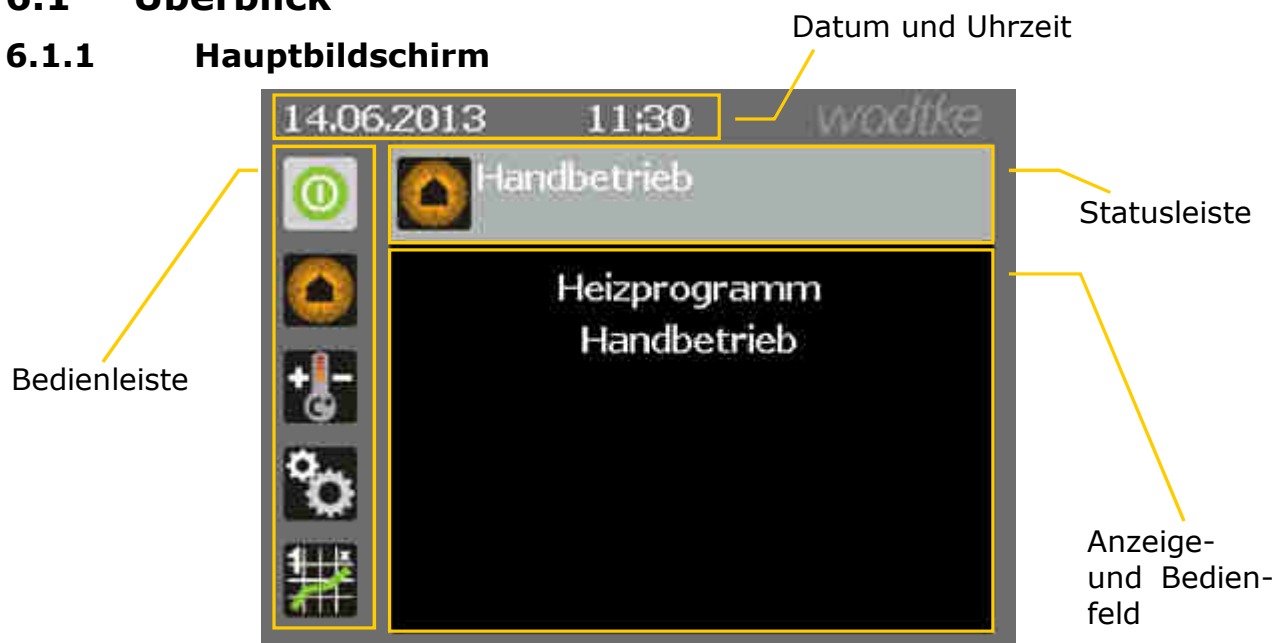 6.1 Überblick
6.1.1 Hauptbildschirm
Datum und Uhrzeit
14.06.2013 11:30 wodtke
Handbetrieb
Statusleiste
Heizprogramm
Handbetrieb
Bedienleiste
Anzeige-
und Bedien-
feld